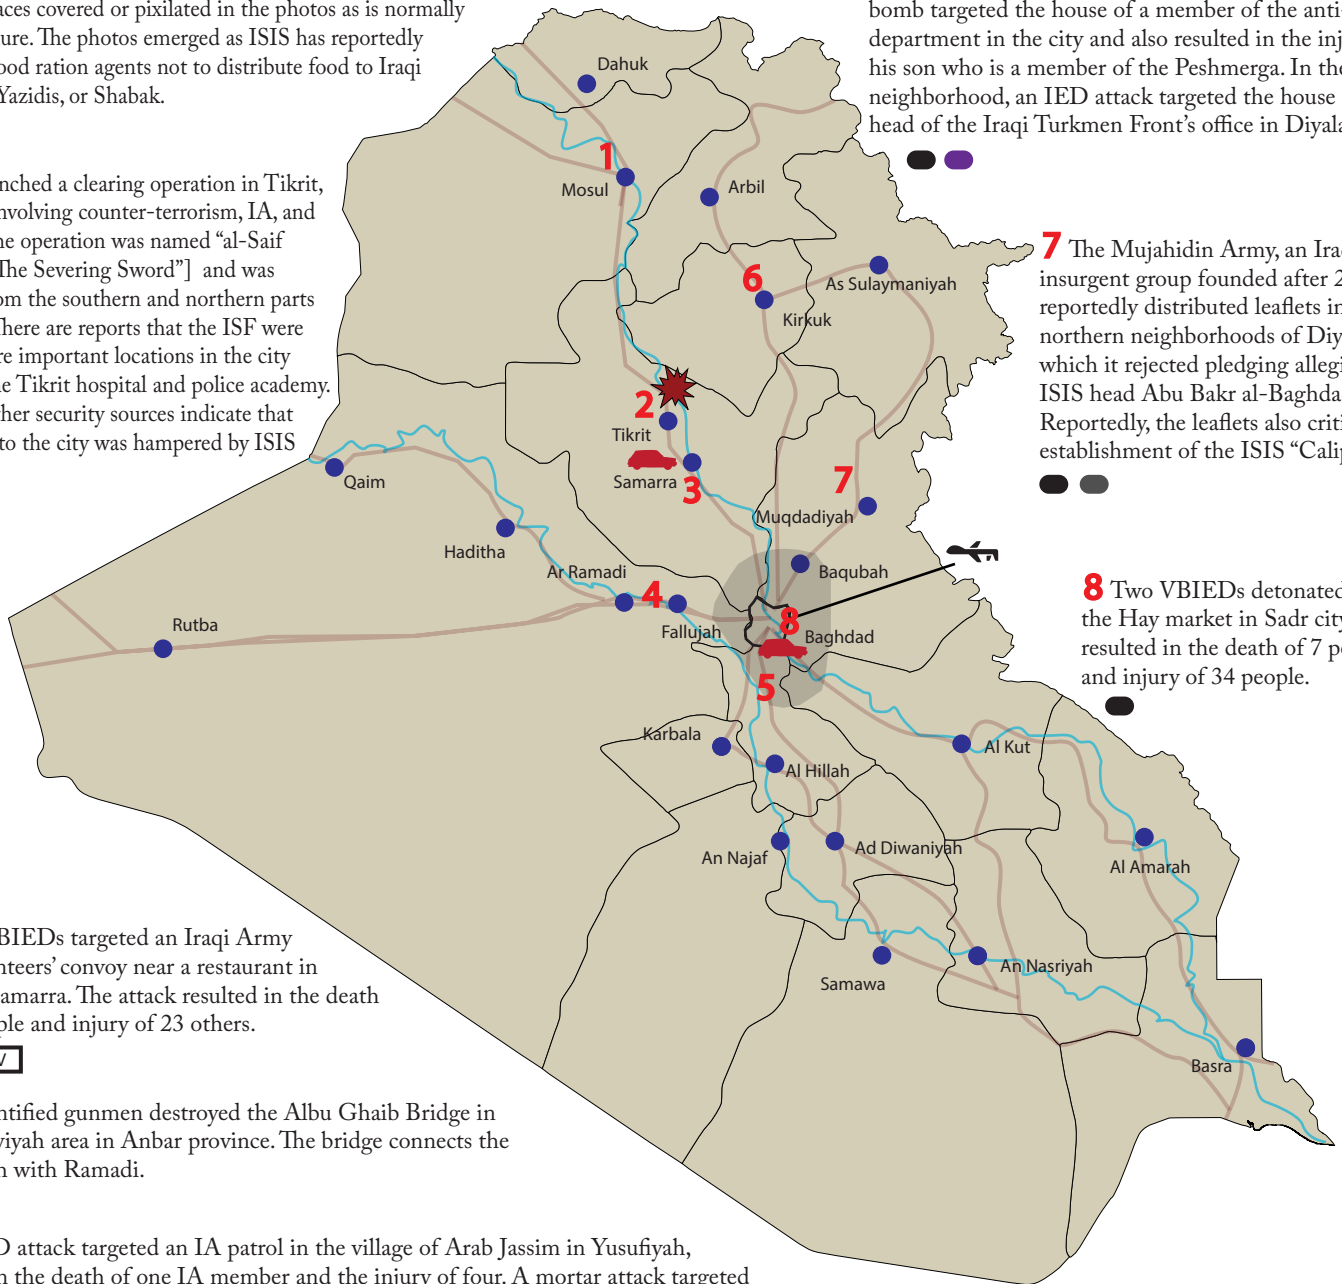 aces covered or pixilated in the photos as is normally
ure. The photos emerged as ISIS has reportedly
ood ration agents not to distribute food to Iraqi
Yazidis, or Shabak.
nched a clearing operation in Tikrit,
nvolving counter-terrorism, IA, and
ne operation was named “al-Saif
The Severing Sword”] and was
om the southern and northern parts
There are reports that the ISF were
re important locations in the city
ne Tikrit hospital and police academy.
her security sources indicate that
to the city was hampered by ISIS
bomb targeted the house of a member of the anti-
department in the city and also resulted in the inj
his son who is a member of the Peshmerga. In the
neighborhood, an IED attack targeted the house
head of the Iraqi Turkmen Front’s office in Diyala
7 The Mujahidin Army, an Iraq
insurgent group founded after 2
reportedly distributed leaflets in
northern neighborhoods of Diy
which it rejected pledging allegi
ISIS head Abu Bakr al-Baghda
Reportedly, the leaflets also criti
establishment of the ISIS “Calip
8 Two VBIEDs detonated
the Hay market in Sadr city
resulted in the death of 7 pe
and injury of 34 people.
Dahuk
1
Mosul
Arbil
6
As Sulaymaniyah
Kirkuk
2
Tikrit
Samarra
3
7
Muqdadiyah
Qaim
Haditha
Ar Ramadi
4
Fallujah
Baqubah
8
Baghdad
5
Rutba
Karbala
Al Hillah
Al Kut
An Najaf
Ad Diwaniyah
Al Amarah
Samawa
An Nasriyah
Basra
BIEDs targeted an Iraqi Army
nteers’ convoy near a restaurant in
amarra. The attack resulted in the death
ple and injury of 23 others.
ntified gunmen destroyed the Albu Ghaib Bridge in
viyah area in Anbar province. The bridge connects the
n with Ramadi.
D attack targeted an IA patrol in the village of Arab Jassim in Yusufiyah,
n the death of one IA member and the injury of four. A mortar attack targeted